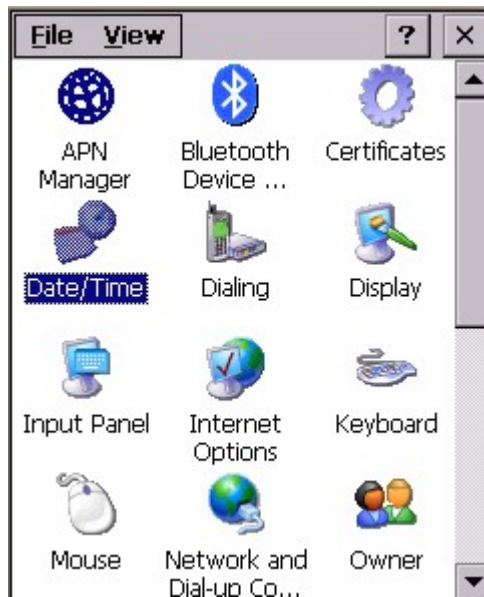 File View ? ×
APN Manager
Bluetooth Device ...
Certificates
Date/Time
Dialing
Display
Input Panel
Internet Options
Keyboard
Mouse
Network and Dial-up Co...
Owner